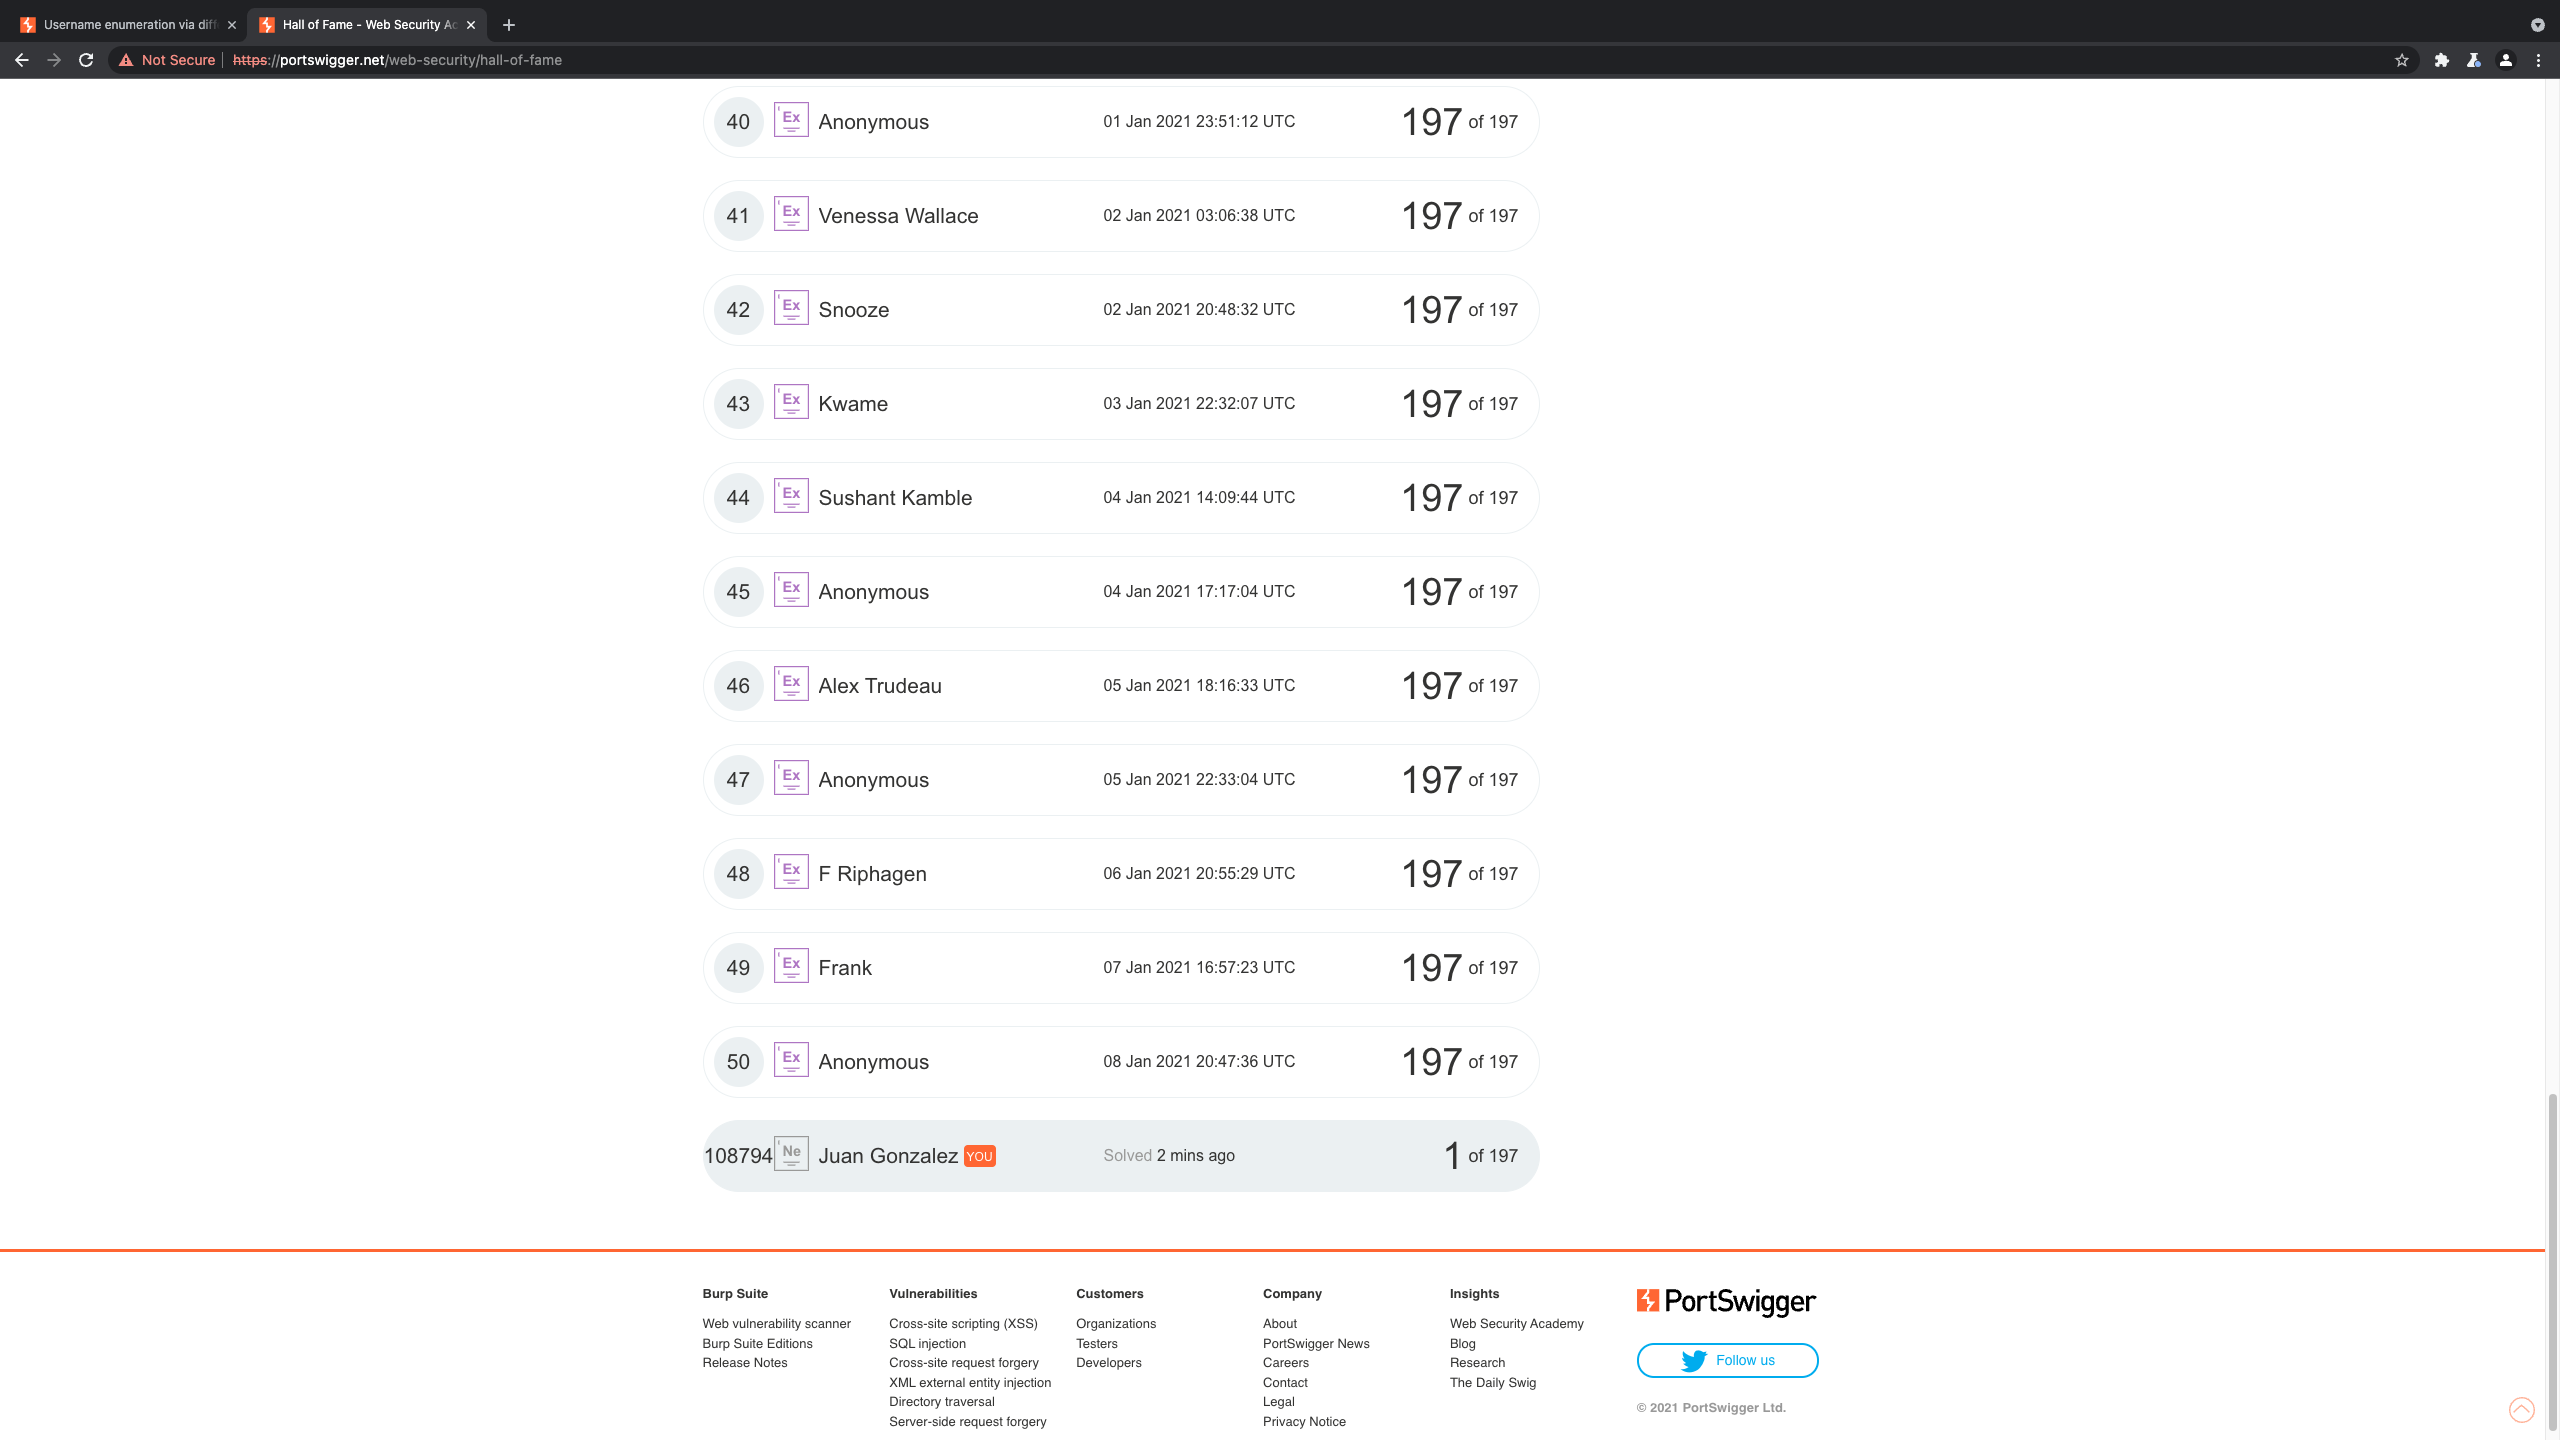 Username enumeration via diff
Hall of Fame - Web Security Ac
Not Secure https://portswigger.net/web-security/hall-of-fame
40 Ex Anonymous 01 Jan 2021 23:51:12 UTC 197 of 197
41 Ex Venessa Wallace 02 Jan 2021 03:06:38 UTC 197 of 197
42 Ex Snooze 02 Jan 2021 20:48:32 UTC 197 of 197
43 Ex Kwame 03 Jan 2021 22:32:07 UTC 197 of 197
44 Ex Sushant Kamble 04 Jan 2021 14:09:44 UTC 197 of 197
45 Ex Anonymous 04 Jan 2021 17:17:04 UTC 197 of 197
46 Ex Alex Trudeau 05 Jan 2021 18:16:33 UTC 197 of 197
47 Ex Anonymous 05 Jan 2021 22:33:04 UTC 197 of 197
48 Ex F Riphagen 06 Jan 2021 20:55:29 UTC 197 of 197
49 Ex Frank 07 Jan 2021 16:57:23 UTC 197 of 197
50 Ex Anonymous 08 Jan 2021 20:47:36 UTC 197 of 197
108794 Ne Juan Gonzalez YOU Solved 2 mins ago 1 of 197
Burp Suite
Web vulnerability scanner
Burp Suite Editions
Release Notes
Vulnerabilities
Cross-site scripting (XSS)
SQL injection
Cross-site request forgery
XML external entity injection
Directory traversal
Server-side request forgery
Customers
Organizations
Testers
Developers
Company
About
PortSwigger News
Careers
Contact
Legal
Privacy Notice
Insights
Web Security Academy
Blog
Research
The Daily Swig
PortSwigger
Follow us
© 2021 PortSwigger Ltd.